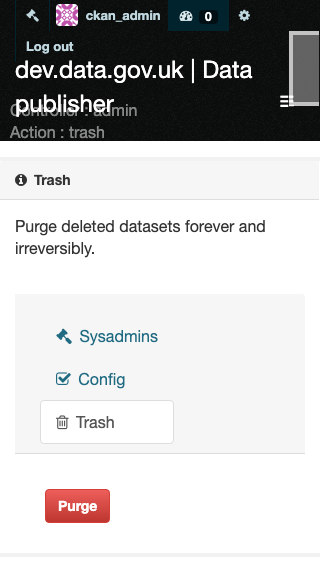 ckan_admin 0
Log out
dev.data.gov.uk | Data
publisher
Controller : admin
Action : trash
Trash
Purge deleted datasets forever and
irreversibly.
Sysadmins
Config
Trash
Purge